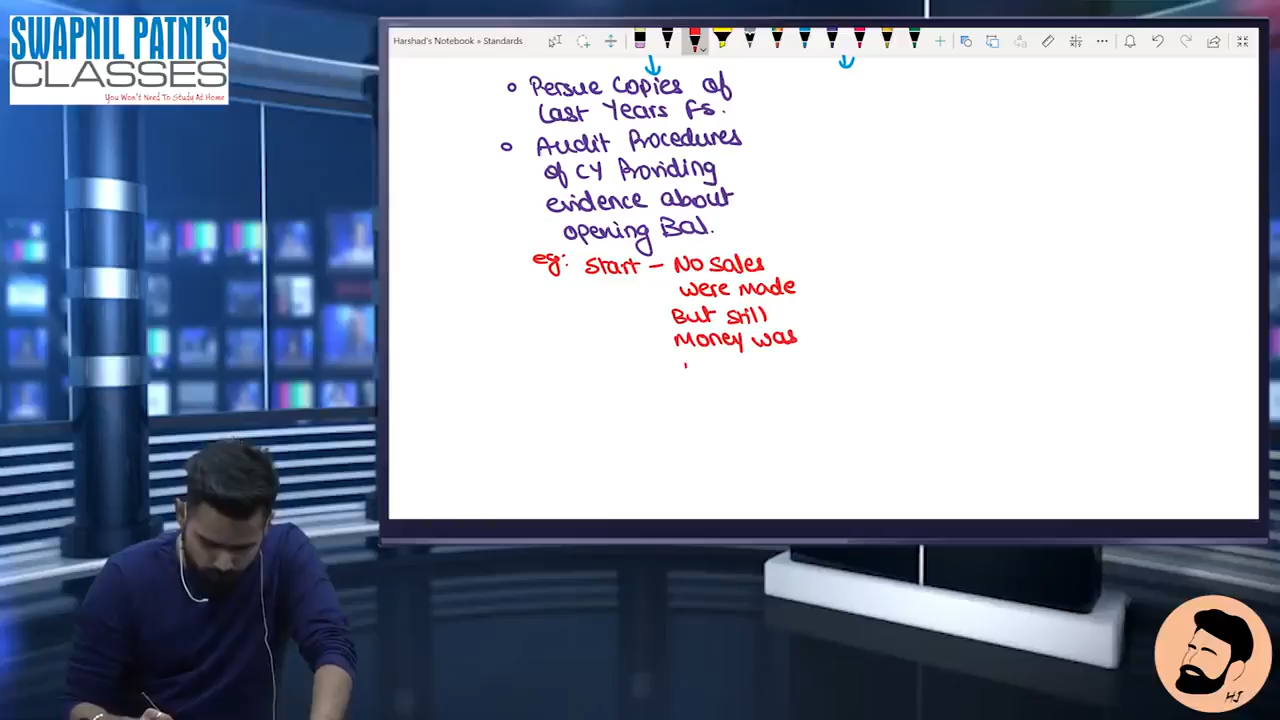 SWAPNIL PATNI'S
CLASSES
You Won't Need To Study At Home
Harshad's Notebook » Standards
Persue Copies of
Last Years Fs.
Audit Procedures
of CY Providing
evidence about
opening Bal.
eg: Start - No sales
were made
But still
Money was
HJ